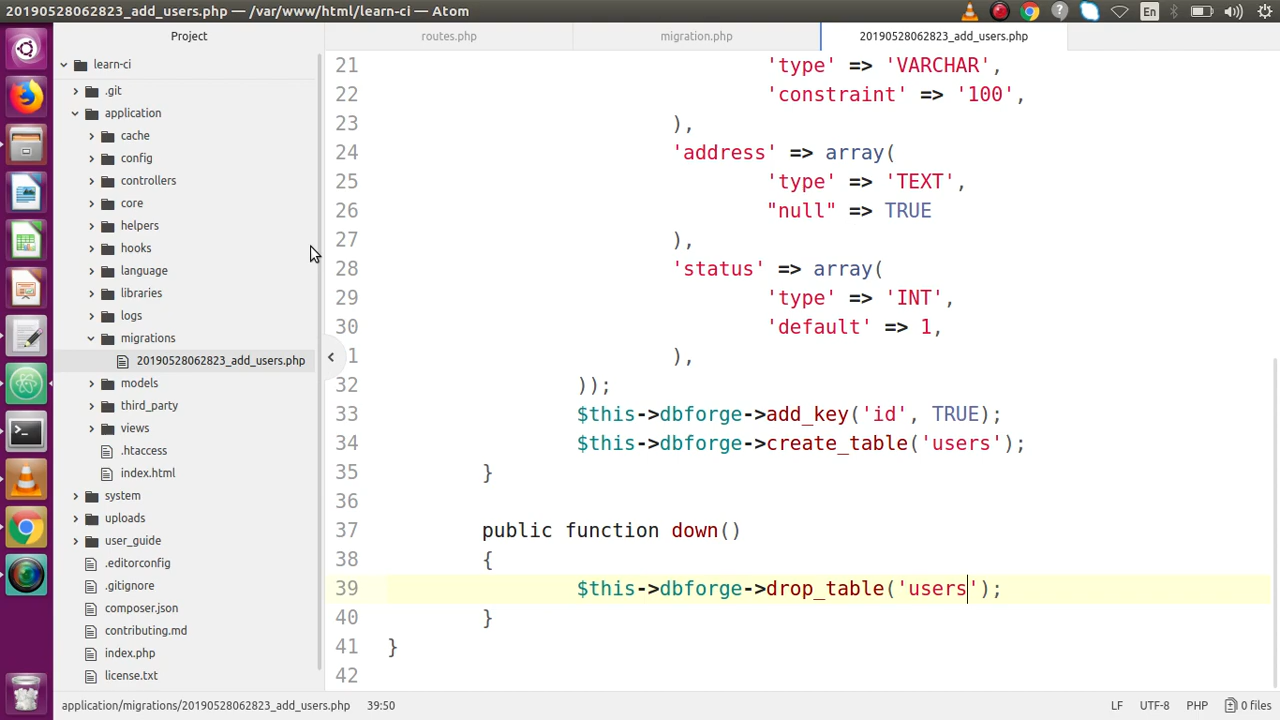 20190528062823_add_users.php — /var/www/html/learn-ci — Atom
En
Project
routes.php
migration.php
20190528062823_add_users.php
learn-ci
.git
application
cache
config
controllers
core
helpers
hooks
language
libraries
logs
migrations
20190528062823_add_users.php
models
third_party
views
.htaccess
index.html
system
uploads
user_guide
.editorconfig
.gitignore
composer.json
contributing.md
index.php
license.txt
21 'type' => 'VARCHAR',
22 'constraint' => '100',
23 ),
24 'address' => array(
25 'type' => 'TEXT',
26 "null" => TRUE
27 ),
28 'status' => array(
29 'type' => 'INT',
30 'default' => 1,
1 ),
32 ));
33 $this->dbforge->add_key('id', TRUE);
34 $this->dbforge->create_table('users');
35 }
36
37 public function down()
38 {
39 $this->dbforge->drop_table('users');
40 }
41 }
42
application/migrations/20190528062823_add_users.php 39:50 LF UTF-8 PHP 0 files